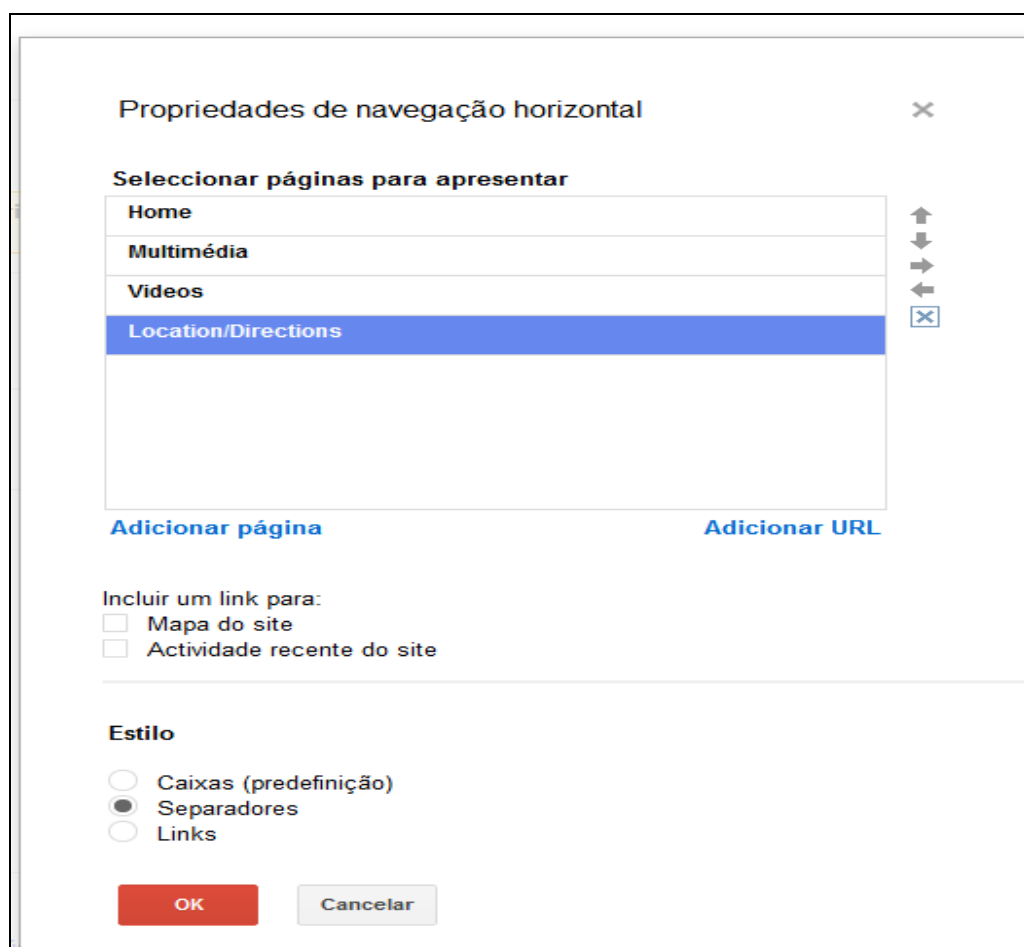 Propriedades de navegação horizontal
Seleccionar páginas para apresentar
Home
Multimédia
Videos
Location/Directions
Adicionar página
Adicionar URL
Incluir um link para:
Mapa do site
Actividade recente do site
Estilo
Caixas (predefinição)
Separadores
Links
OK
Cancelar